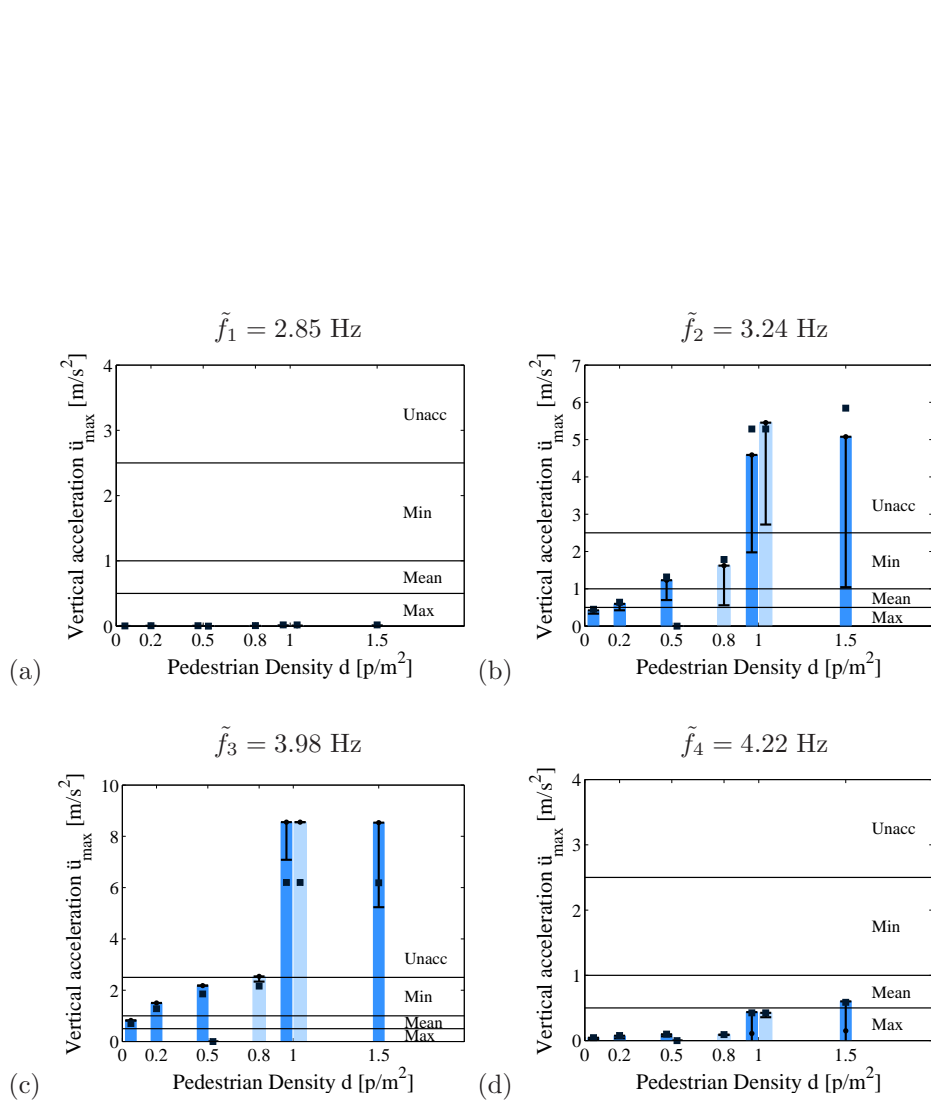 f̃₁ = 2.85 Hz
Vertical acceleration ü_max [m/s²]
4
3
2
1
0
Unacc
Min
Mean
Max
0 0.2 0.5 0.8 1 1.5
Pedestrian Density d [p/m²]
(a)
f̃₂ = 3.24 Hz
Vertical acceleration ü_max [m/s²]
7
6
5
4
3
2
1
0
Unacc
Min
Mean
Max
0 0.2 0.5 0.8 1 1.5
Pedestrian Density d [p/m²]
(b)
f̃₃ = 3.98 Hz
Vertical acceleration ü_max [m/s²]
10
8
6
4
2
0
Unacc
Min
Mean
Max
0 0.2 0.5 0.8 1 1.5
Pedestrian Density d [p/m²]
(c)
f̃₄ = 4.22 Hz
Vertical acceleration ü_max [m/s²]
4
3
2
1
0
Unacc
Min
Mean
Max
0 0.2 0.5 0.8 1 1.5
Pedestrian Density d [p/m²]
(d)